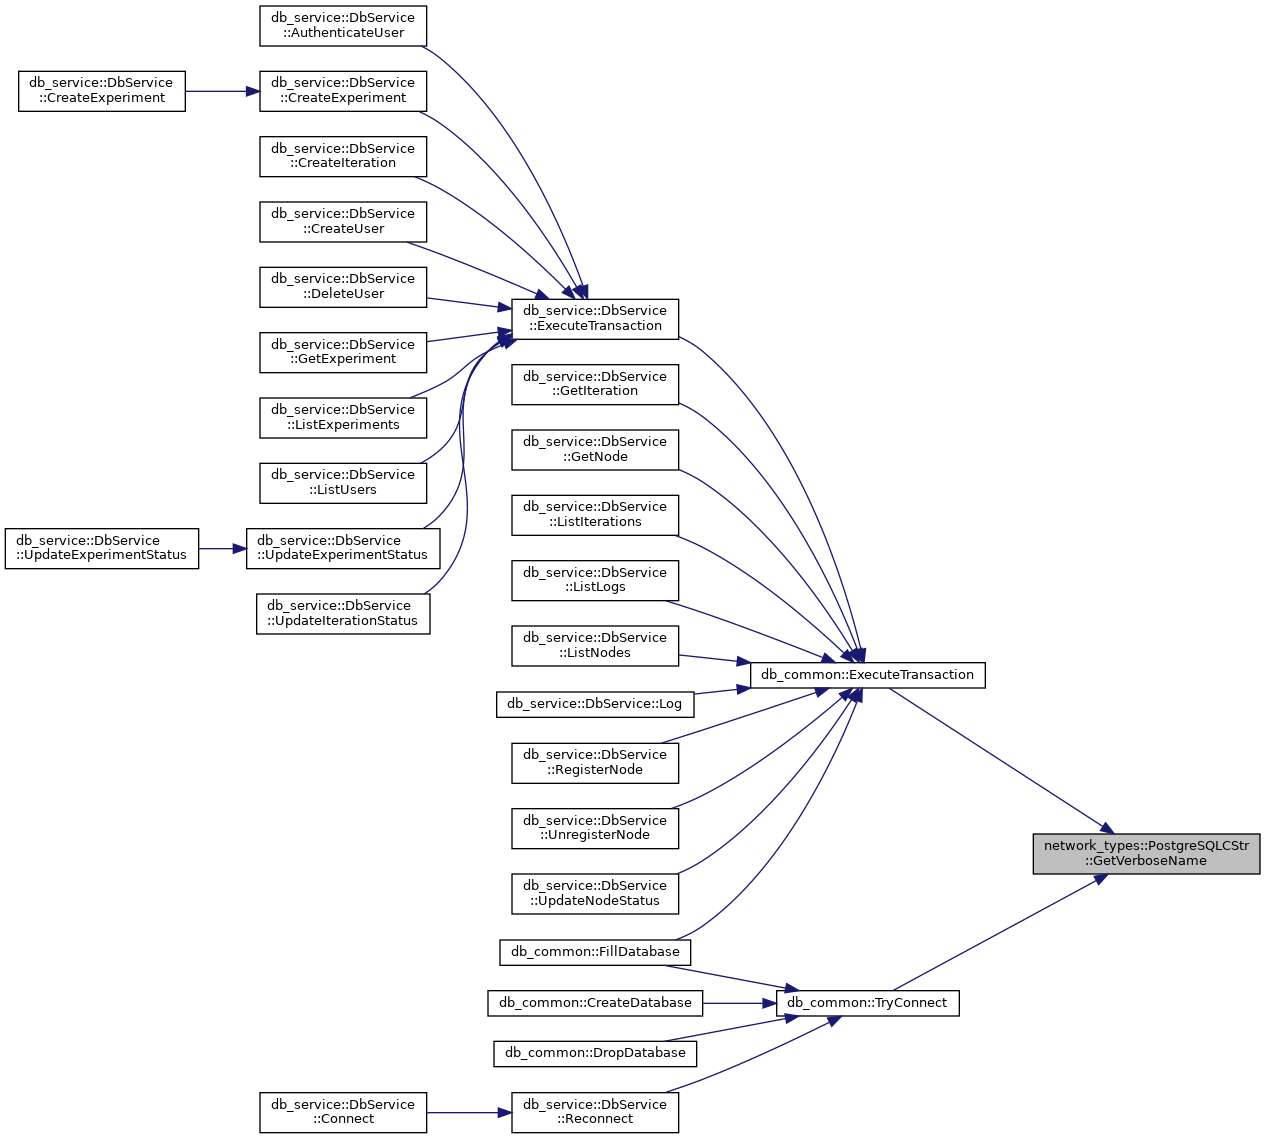 db_service::DbService
::AuthenticateUser
db_service::DbService
::CreateExperiment
db_service::DbService
::CreateExperiment
db_service::DbService
::CreateIteration
db_service::DbService
::CreateUser
db_service::DbService
::DeleteUser
db_service::DbService
::GetExperiment
db_service::DbService
::ListExperiments
db_service::DbService
::ListUsers
db_service::DbService
::UpdateExperimentStatus
db_service::DbService
::UpdateExperimentStatus
db_service::DbService
::UpdateIterationStatus
db_service::DbService
::ExecuteTransaction
db_service::DbService
::GetIteration
db_service::DbService
::GetNode
db_service::DbService
::ListIterations
db_service::DbService
::ListLogs
db_service::DbService
::ListNodes
db_service::DbService::Log
db_service::DbService
::RegisterNode
db_service::DbService
::UnregisterNode
db_service::DbService
::UpdateNodeStatus
db_common::FillDatabase
db_common::CreateDatabase
db_common::DropDatabase
db_service::DbService
::Connect
db_service::DbService
::Reconnect
db_common::ExecuteTransaction
db_common::TryConnect
network_types::PostgreSQLCStr
::GetVerboseName